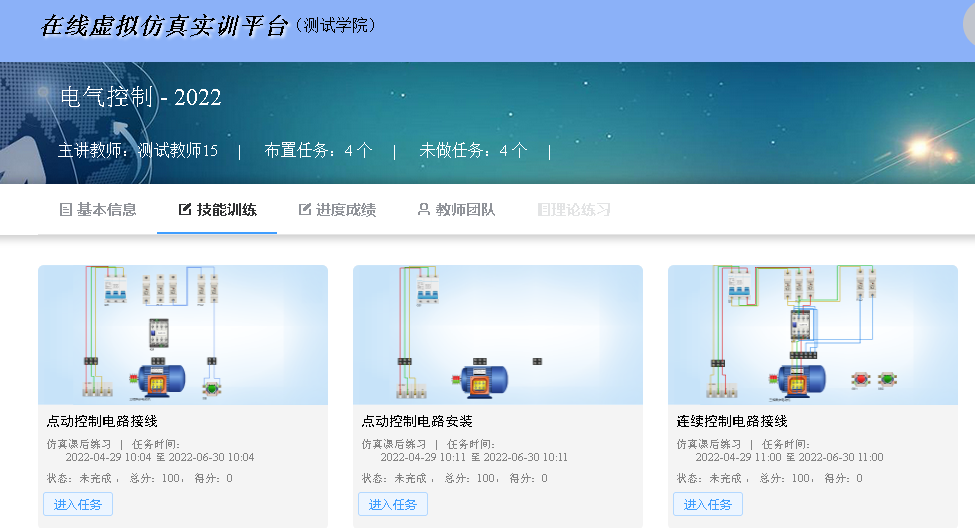 在线虚拟仿真实训平台（测试学院）
电气控制 - 2022
主讲教师：测试教师15 | 布置任务：4 个 | 未做任务：4 个 |
基本信息 技能训练 进度成绩 教师团队 理论练习
点动控制电路接线 点动控制电路安装 连续控制电路接线
仿真课后练习 | 任务时间： 仿真课后练习 | 任务时间： 仿真课后练习 | 任务时间：
2022-04-29 10:04 至 2022-06-30 10:04 2022-04-29 10:11 至 2022-06-30 10:11 2022-04-29 11:00 至 2022-06-30 11:00
状态：未完成 ， 总分：100， 得分：0 状态：未完成 ， 总分：100， 得分：0 状态：未完成 ， 总分：100， 得分：0
进入任务 进入任务 进入任务